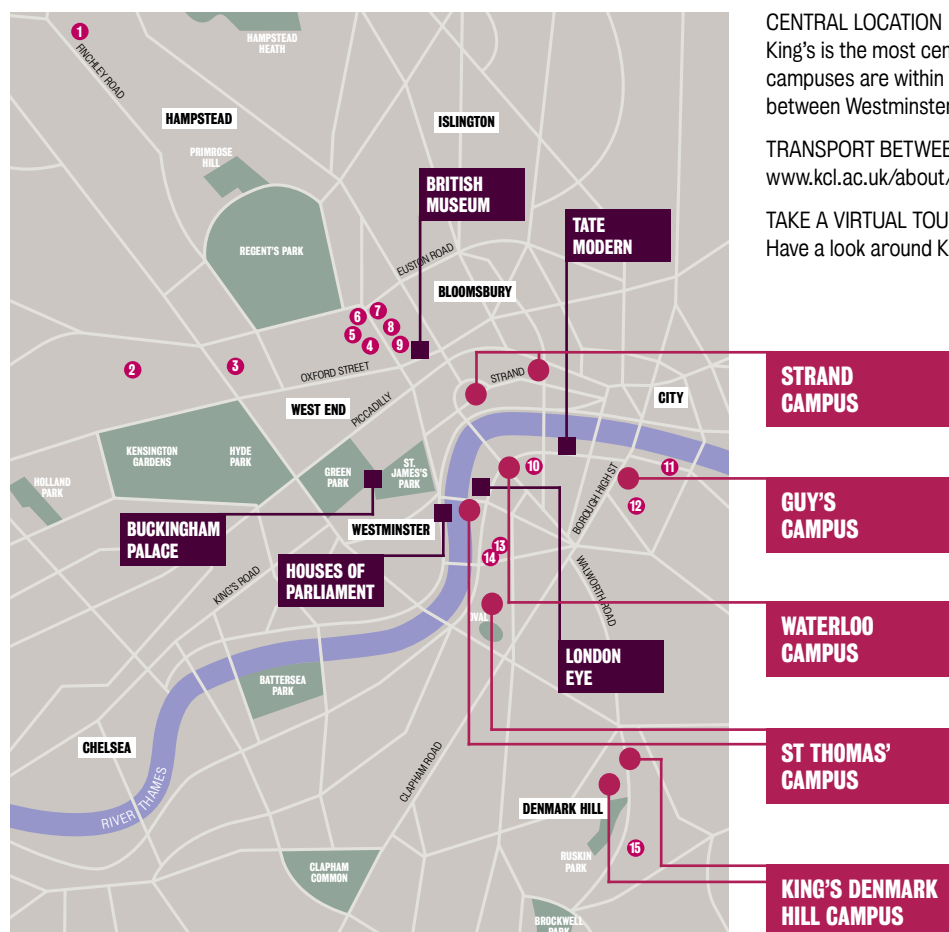 1
FINCHLEY ROAD
HAMPSTEAD
HEATH
HAMPSTEAD
ISLINGTON
PRIMROSE
HILL
BRITISH
MUSEUM
TATE
MODERN
REGENT'S PARK
EUSTON ROAD
BLOOMSBURY
6
7
5
8
4
9
2
3
OXFORD STREET
STRAND
WEST END
PICCADILLY
CITY
KENSINGTON
GARDENS
HYDE
PARK
GREEN
PARK
ST.
JAMES'S
PARK
10
11
HOLLAND
PARK
BOROUGH HIGH ST
12
BUCKINGHAM
PALACE
WESTMINSTER
13
14
HOUSES OF
PARLIAMENT
KING'S ROAD
WALWORTH ROAD
OVAL
LONDON
EYE
BATTERSEA
PARK
CHELSEA
RIVER THAMES
CLAPHAM ROAD
DENMARK HILL
15
RUSKIN
PARK
CLAPHAM
COMMON
BROCKWELL
PARK
CENTRAL LOCATION
King's is the most cen
campuses are within
between Westminster
TRANSPORT BETWEE
www.kcl.ac.uk/about/
TAKE A VIRTUAL TOU
Have a look around K
STRAND
CAMPUS
GUY'S
CAMPUS
WATERLOO
CAMPUS
ST THOMAS'
CAMPUS
KING'S DENMARK
HILL CAMPUS